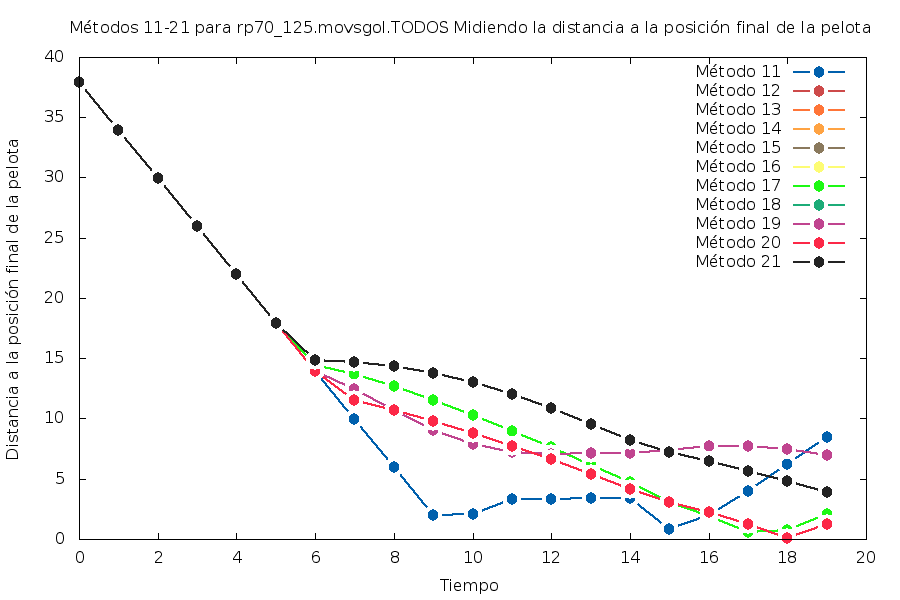 Métodos 11-21 para rp70_125.movsgol.TODOS Midiendo la distancia a la posición final de la pelota
Distancia a la posición final de la pelota
40
35
30
25
20
15
10
5
0
Método 11
Método 12
Método 13
Método 14
Método 15
Método 16
Método 17
Método 18
Método 19
Método 20
Método 21
0 2 4 6 8 10 12 14 16 18 20
Tiempo